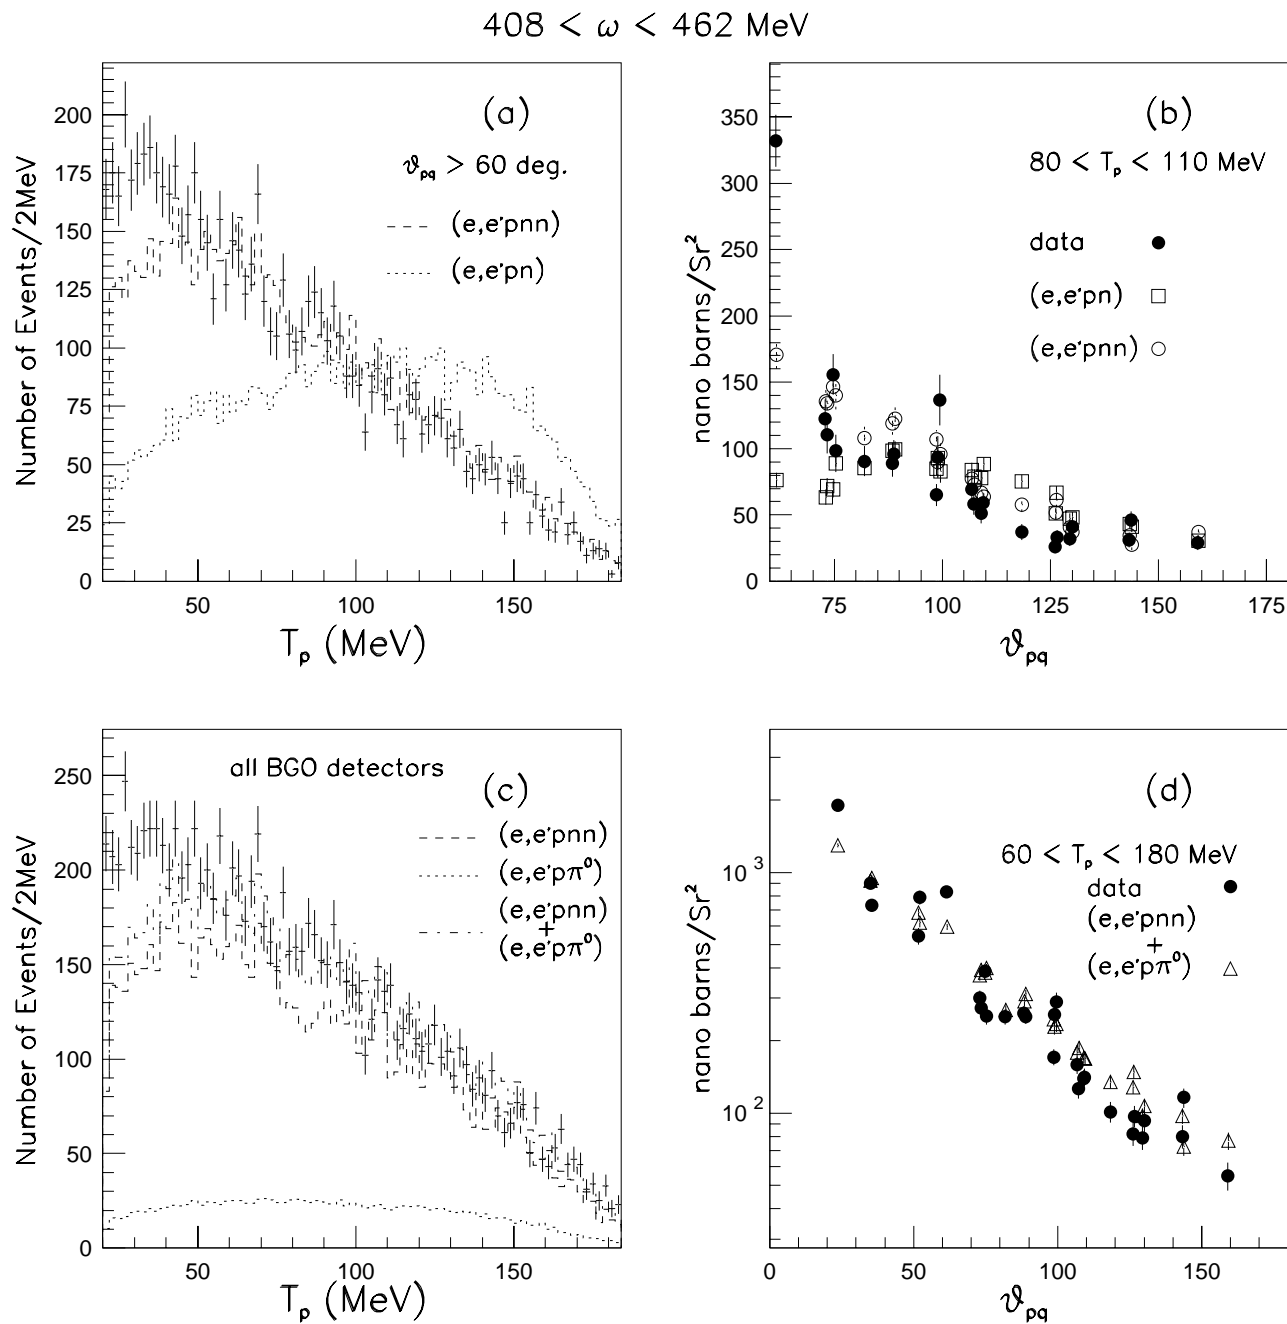 408 < ω < 462 MeV
(a)
ϑpq > 60 deg.
(e,e'pnn)
(e,e'pn)
Number of Events/2MeV
200
175
150
125
100
75
50
25
0
50 100 150
Tp (MeV)
(b)
80 < Tp < 110 MeV
data
(e,e'pn)
(e,e'pnn)
nano barns/Sr²
350
300
250
200
150
100
50
0
75 100 125 150 175
ϑpq
all BGO detectors
(c)
(e,e'pnn)
(e,e'pπ⁰)
(e,e'pnn)
+
(e,e'pπ⁰)
Number of Events/2MeV
250
200
150
100
50
0
50 100 150
Tp (MeV)
(d)
60 < Tp < 180 MeV
data
(e,e'pnn)
+
(e,e'pπ⁰)
nano barns/Sr²
10³
10²
0 50 100 150
ϑpq